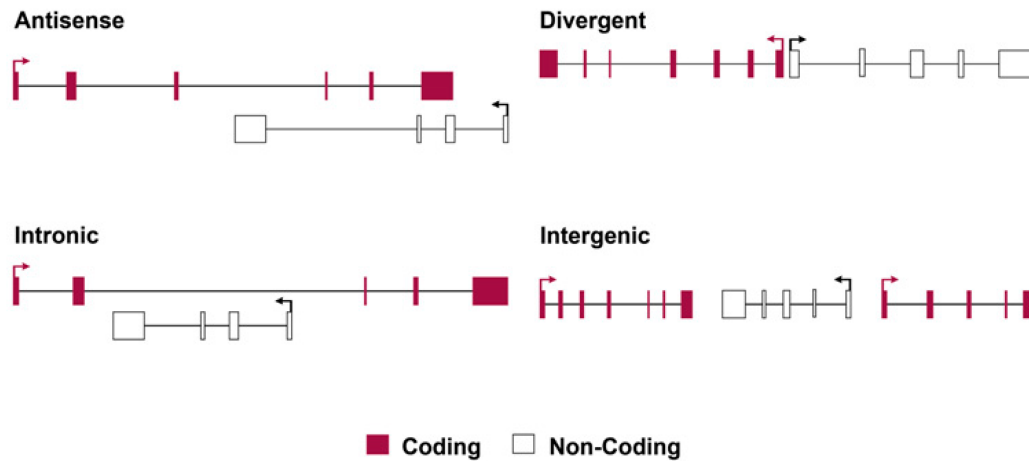 Antisense
Divergent
Intronic
Intergenic
Coding
Non-Coding